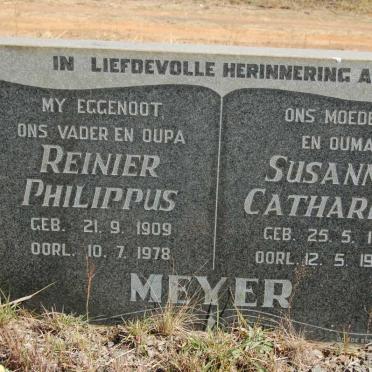 IN LIEFDEVOLLE HERINNERING A
MY EGGENOOT
ONS VADER EN OUPA
REINIER
PHILIPPUS
GEB. 21. 9. 1909
OORL. 10. 7. 1978
ONS MOEDE
EN OUMA
SUSANN
CATHAR
GEB. 25. 5. 1
OORL. 12. 5. 19
MEYER